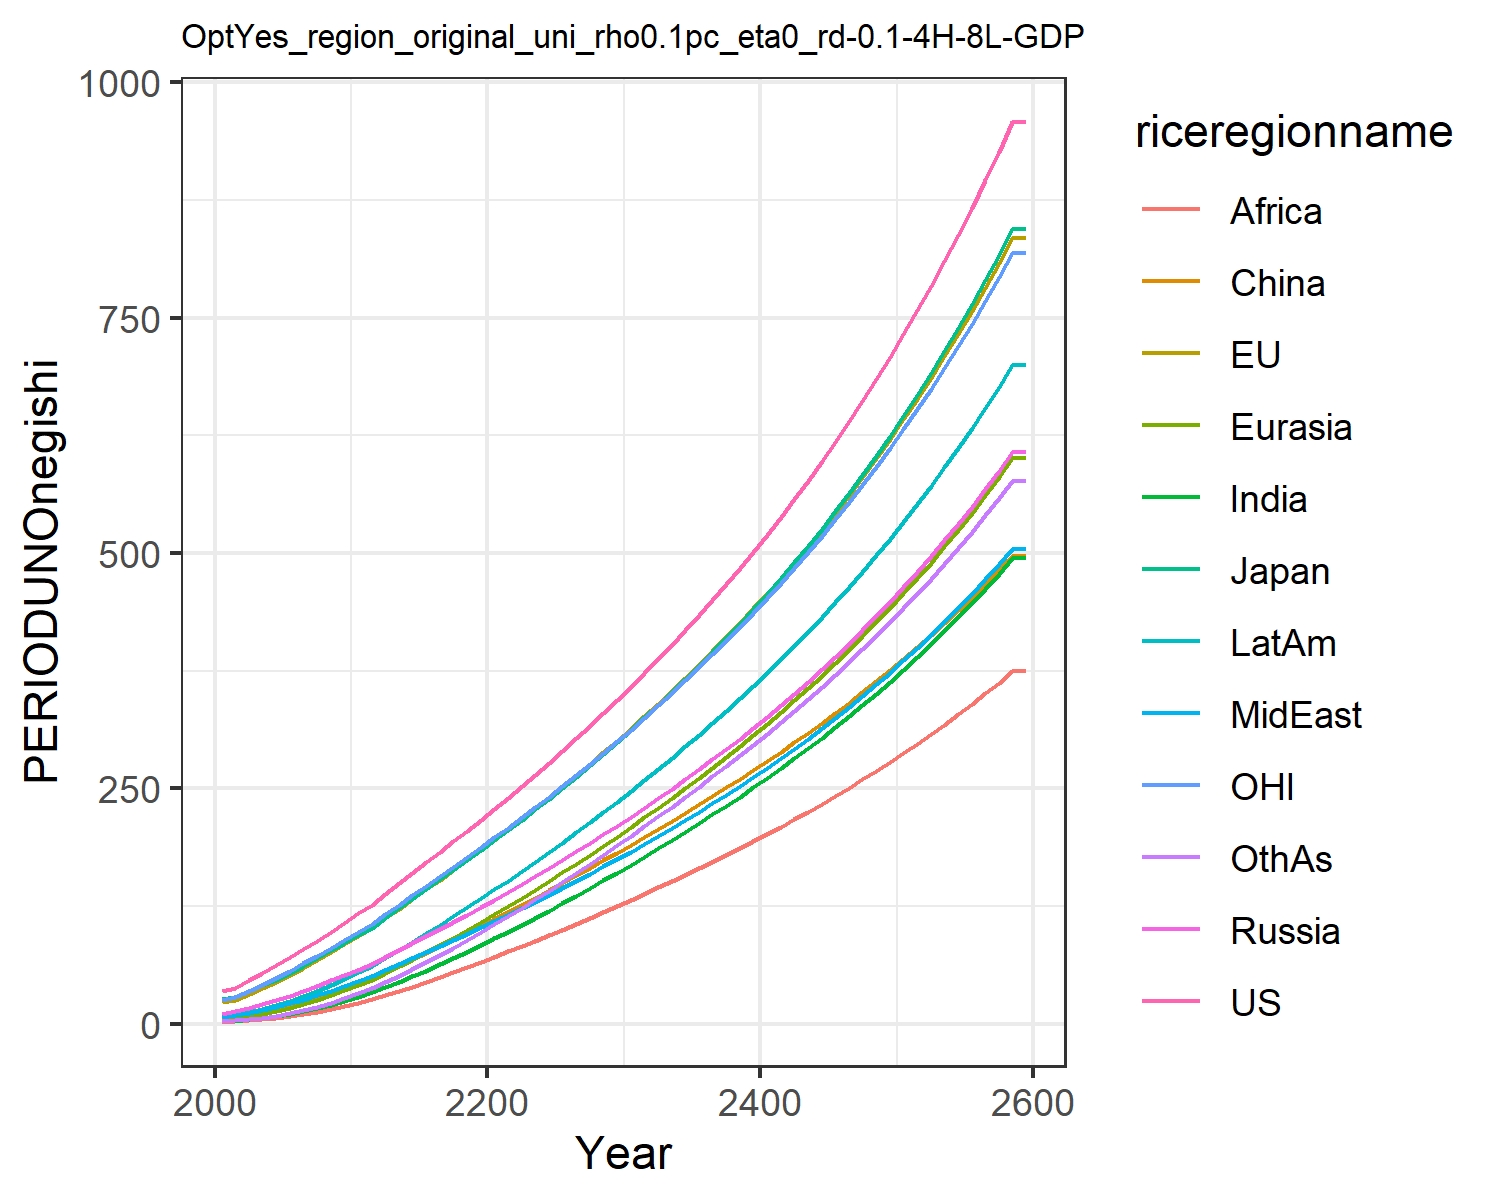 OptYes_region_original_uni_rho0.1pc_eta0_rd-0.1-4H-8L-GDP
1000
750
500
250
0
PERIODUNOnegishi
2000
2200
2400
2600
Year
riceregionname
Africa
China
EU
Eurasia
India
Japan
LatAm
MidEast
OHI
OthAs
Russia
US